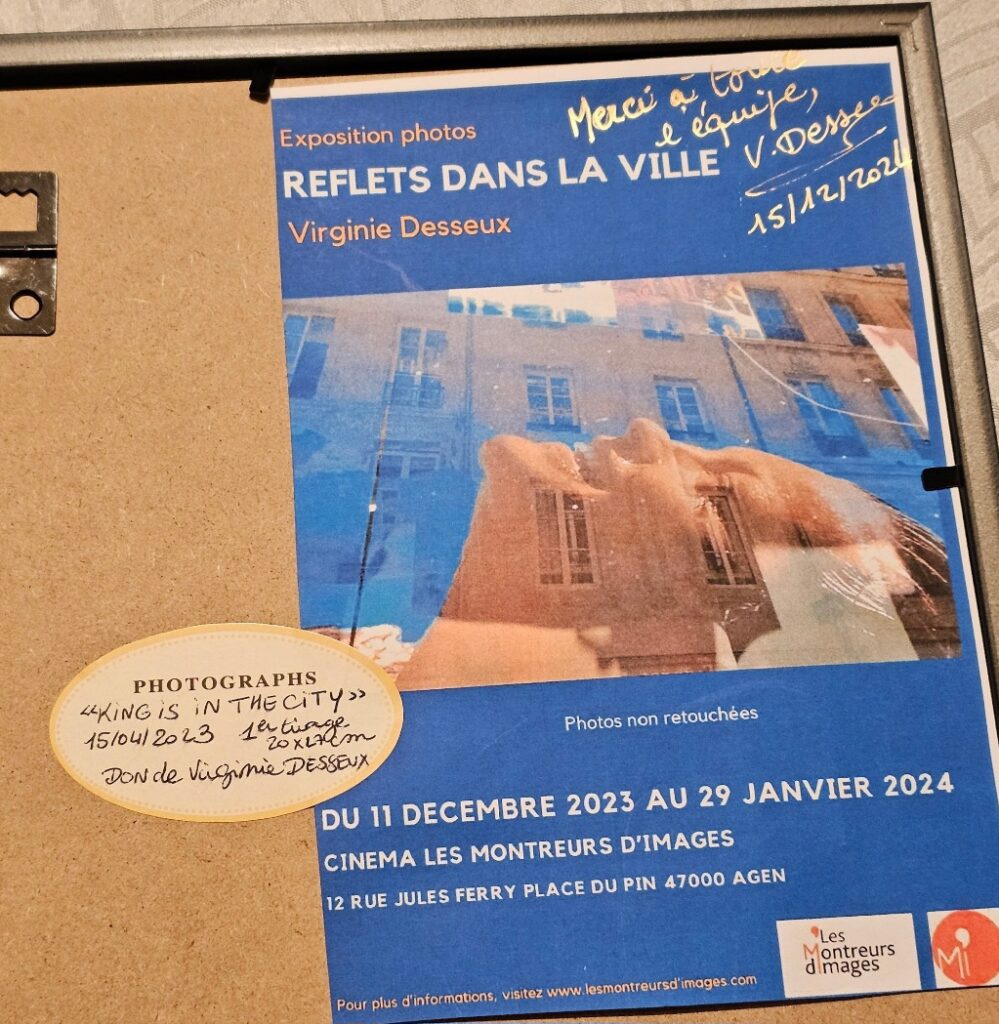 Exposition photos
REFLETS DANS LA VILLE
Virginie Desseux
Merci à toute
l'équipe,
V. Desseux
15/12/2024
PHOTOGRAPHS
"KING IS IN THE CITY"
15/04/2023 1er tirage
20x27cm
DON de Virginie DESSEUX
Photos non retouchées
DU 11 DECEMBRE 2023 AU 29 JANVIER 2024
CINEMA LES MONTREURS D'IMAGES
12 RUE JULES FERRY PLACE DU PIN 47000 AGEN
Les
Montreurs
d'Images
Mi
Pour plus d'informations, visitez www.lesmontreursd'images.com